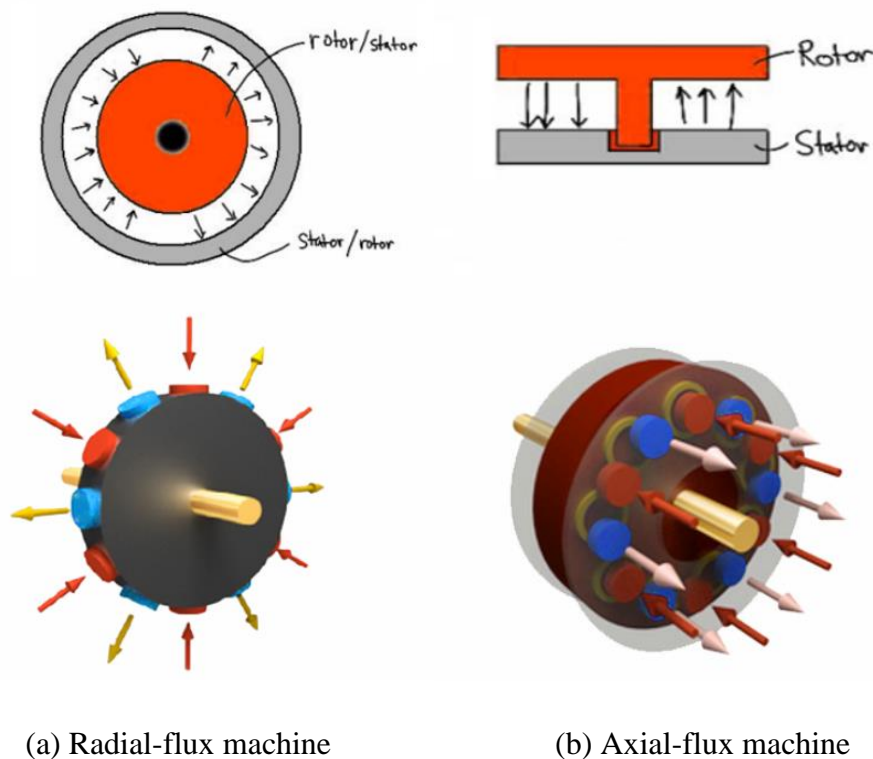 rotor/stator
Stator/rotor
Rotor
Stator
(a) Radial-flux machine
(b) Axial-flux machine